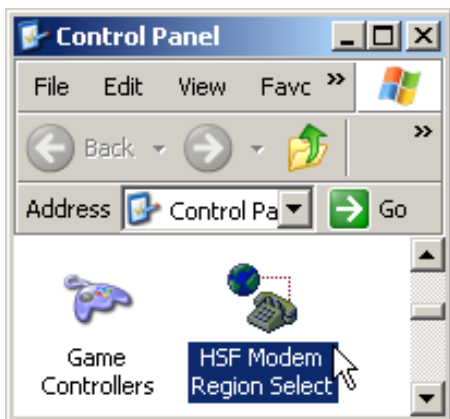 Control Panel
File Edit View Favc »
Back »
Address Control Pa Go
Game
Controllers
HSF Modem
Region Select